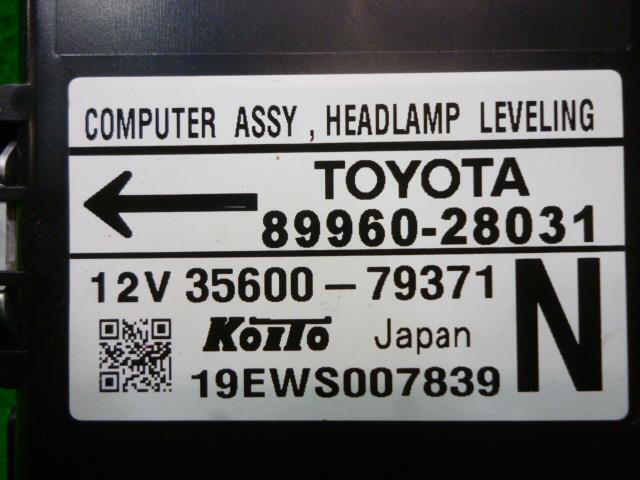 COMPUTER ASSY , HEADLAMP LEVELING
TOYOTA
89960-28031
12V 35600-79371
N
KOITO Japan
19EWS007839